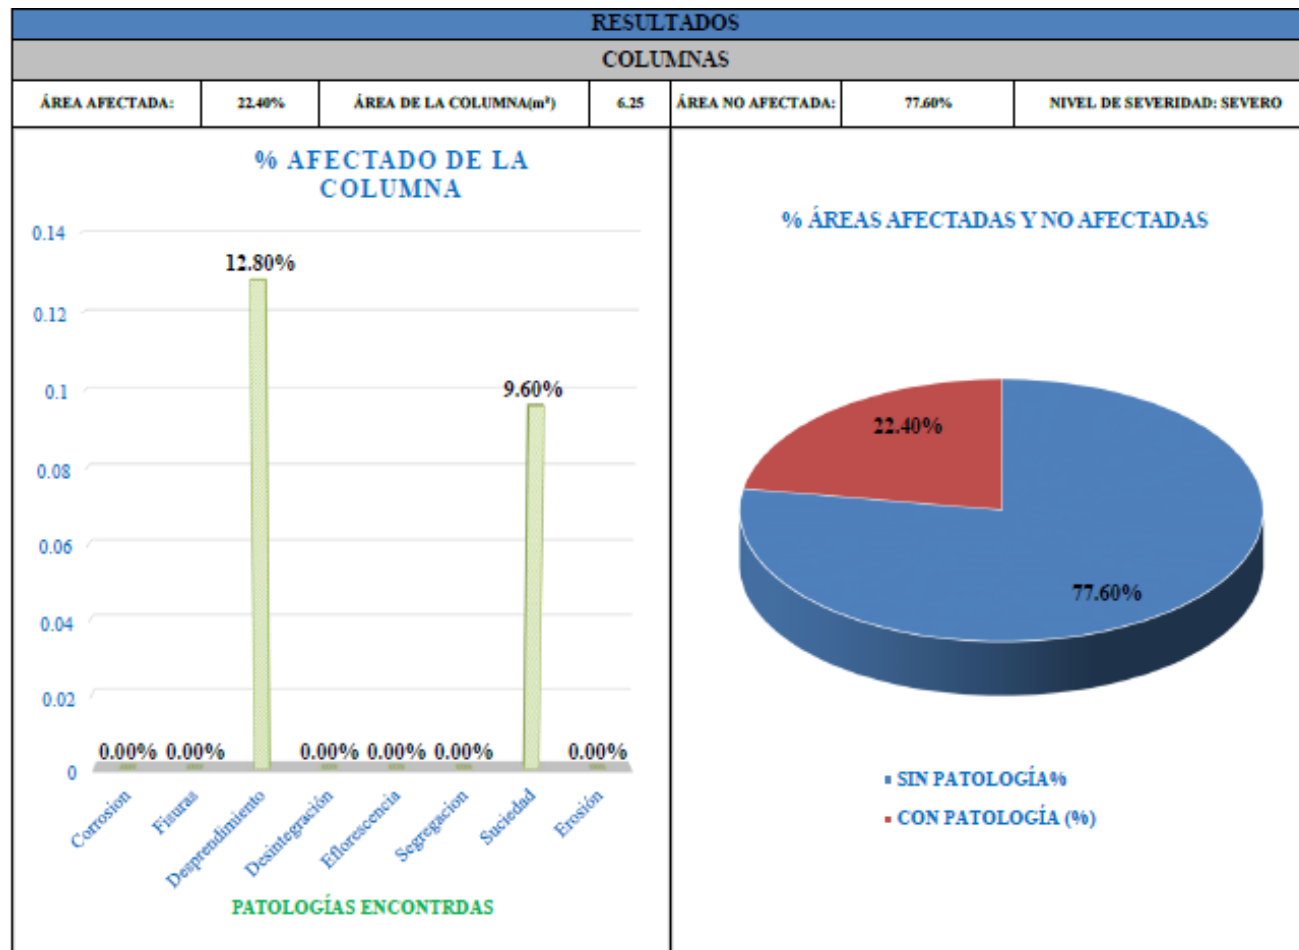 RESULTADOS
COLUMNAS
ÁREA AFECTADA: 22.40% ÁREA DE LA COLUMNA(m²) 6.25 ÁREA NO AFECTADA: 77.60% NIVEL DE SEVERIDAD: SEVERO
% AFECTADO DE LA
COLUMNA
0.14
0.12
0.1
0.08
0.06
0.04
0.02
0
0.00% 0.00% 12.80% 0.00% 0.00% 0.00% 9.60% 0.00%
Corrosion
Fisuras
Desprendimiento
Desintegración
Eflorescencia
Segregacion
Suciedad
Erosión
PATOLOGÍAS ENCONTRDAS
% ÁREAS AFECTADAS Y NO AFECTADAS
22.40%
77.60%
SIN PATOLOGÍA%
CON PATOLOGÍA (%)